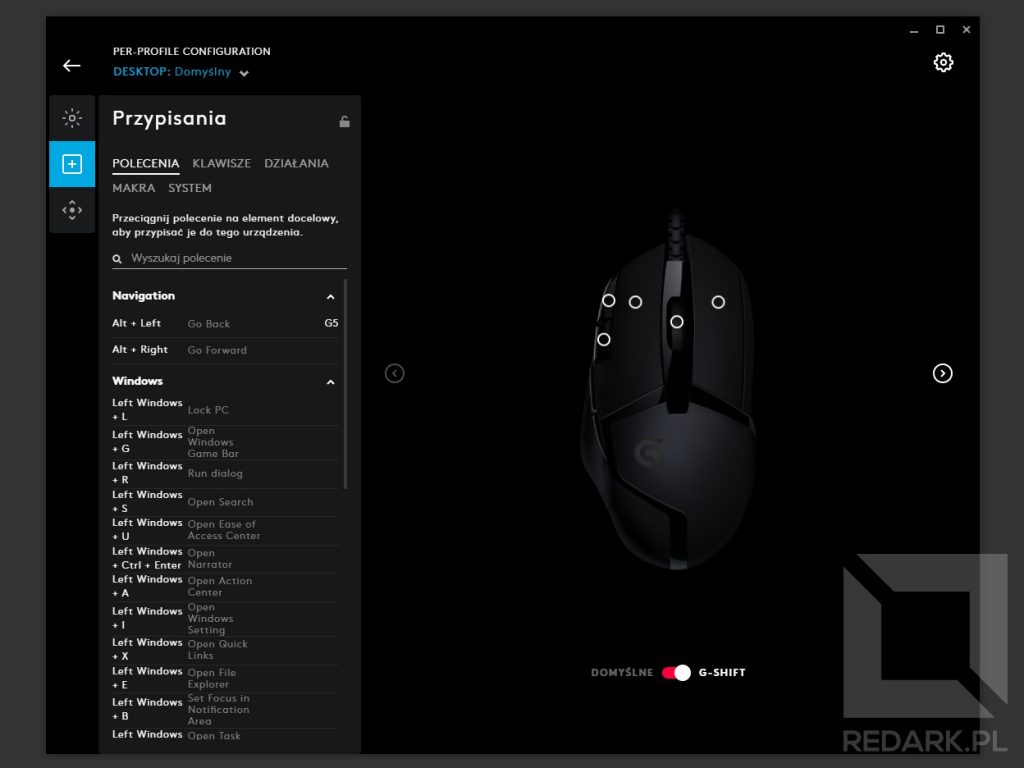 PER-PROFILE CONFIGURATION
DESKTOP: Domyślny
Przypisania
POLECENIA KLAWISZE DZIAŁANIA
MAKRA SYSTEM
Przeciągnij polecenie na element docelowy,
aby przypisać je do tego urządzenia.
Wyszukaj polecenie
Navigation
Alt + Left Go Back G5
Alt + Right Go Forward
Windows
Left Windows
+ L
Lock PC
Left Windows
+ G
Open
Windows
Game Bar
Left Windows
+ R
Run dialog
Left Windows
+ S
Open Search
Left Windows
+ U
Open Ease of
Access Center
Left Windows
+ Ctrl + Enter
Open
Narrator
Left Windows
+ A
Open Action
Center
Left Windows
+ I
Open
Windows
Setting
Left Windows
+ X
Open Quick
Links
Left Windows
+ E
Open File
Explorer
Left Windows
+ B
Set Focus in
Notification
Area
Left Windows
Open Task
DOMYŚLNE G-SHIFT
REDARK.PL